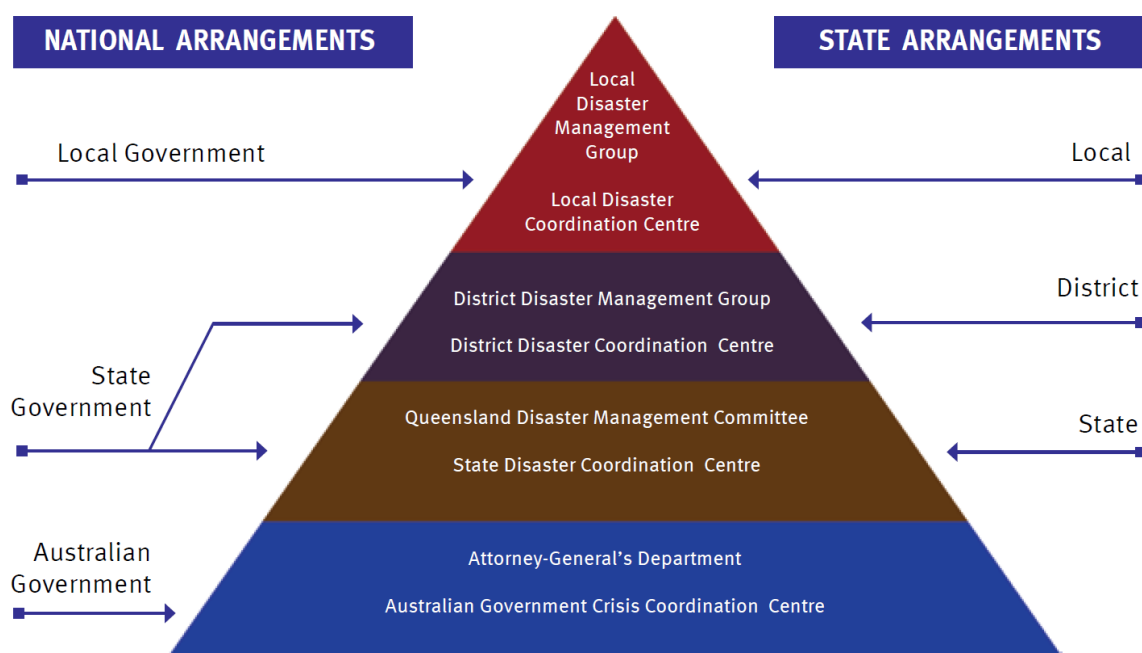 NATIONAL ARRANGEMENTS
STATE ARRANGEMENTS
Local
Disaster
Management
Group
Local Disaster
Coordination Centre
Local Government
Local
District Disaster Management Group
District Disaster Coordination Centre
District
State
Government
Queensland Disaster Management Committee
State Disaster Coordination Centre
State
Australian
Government
Attorney-General's Department
Australian Government Crisis Coordination Centre